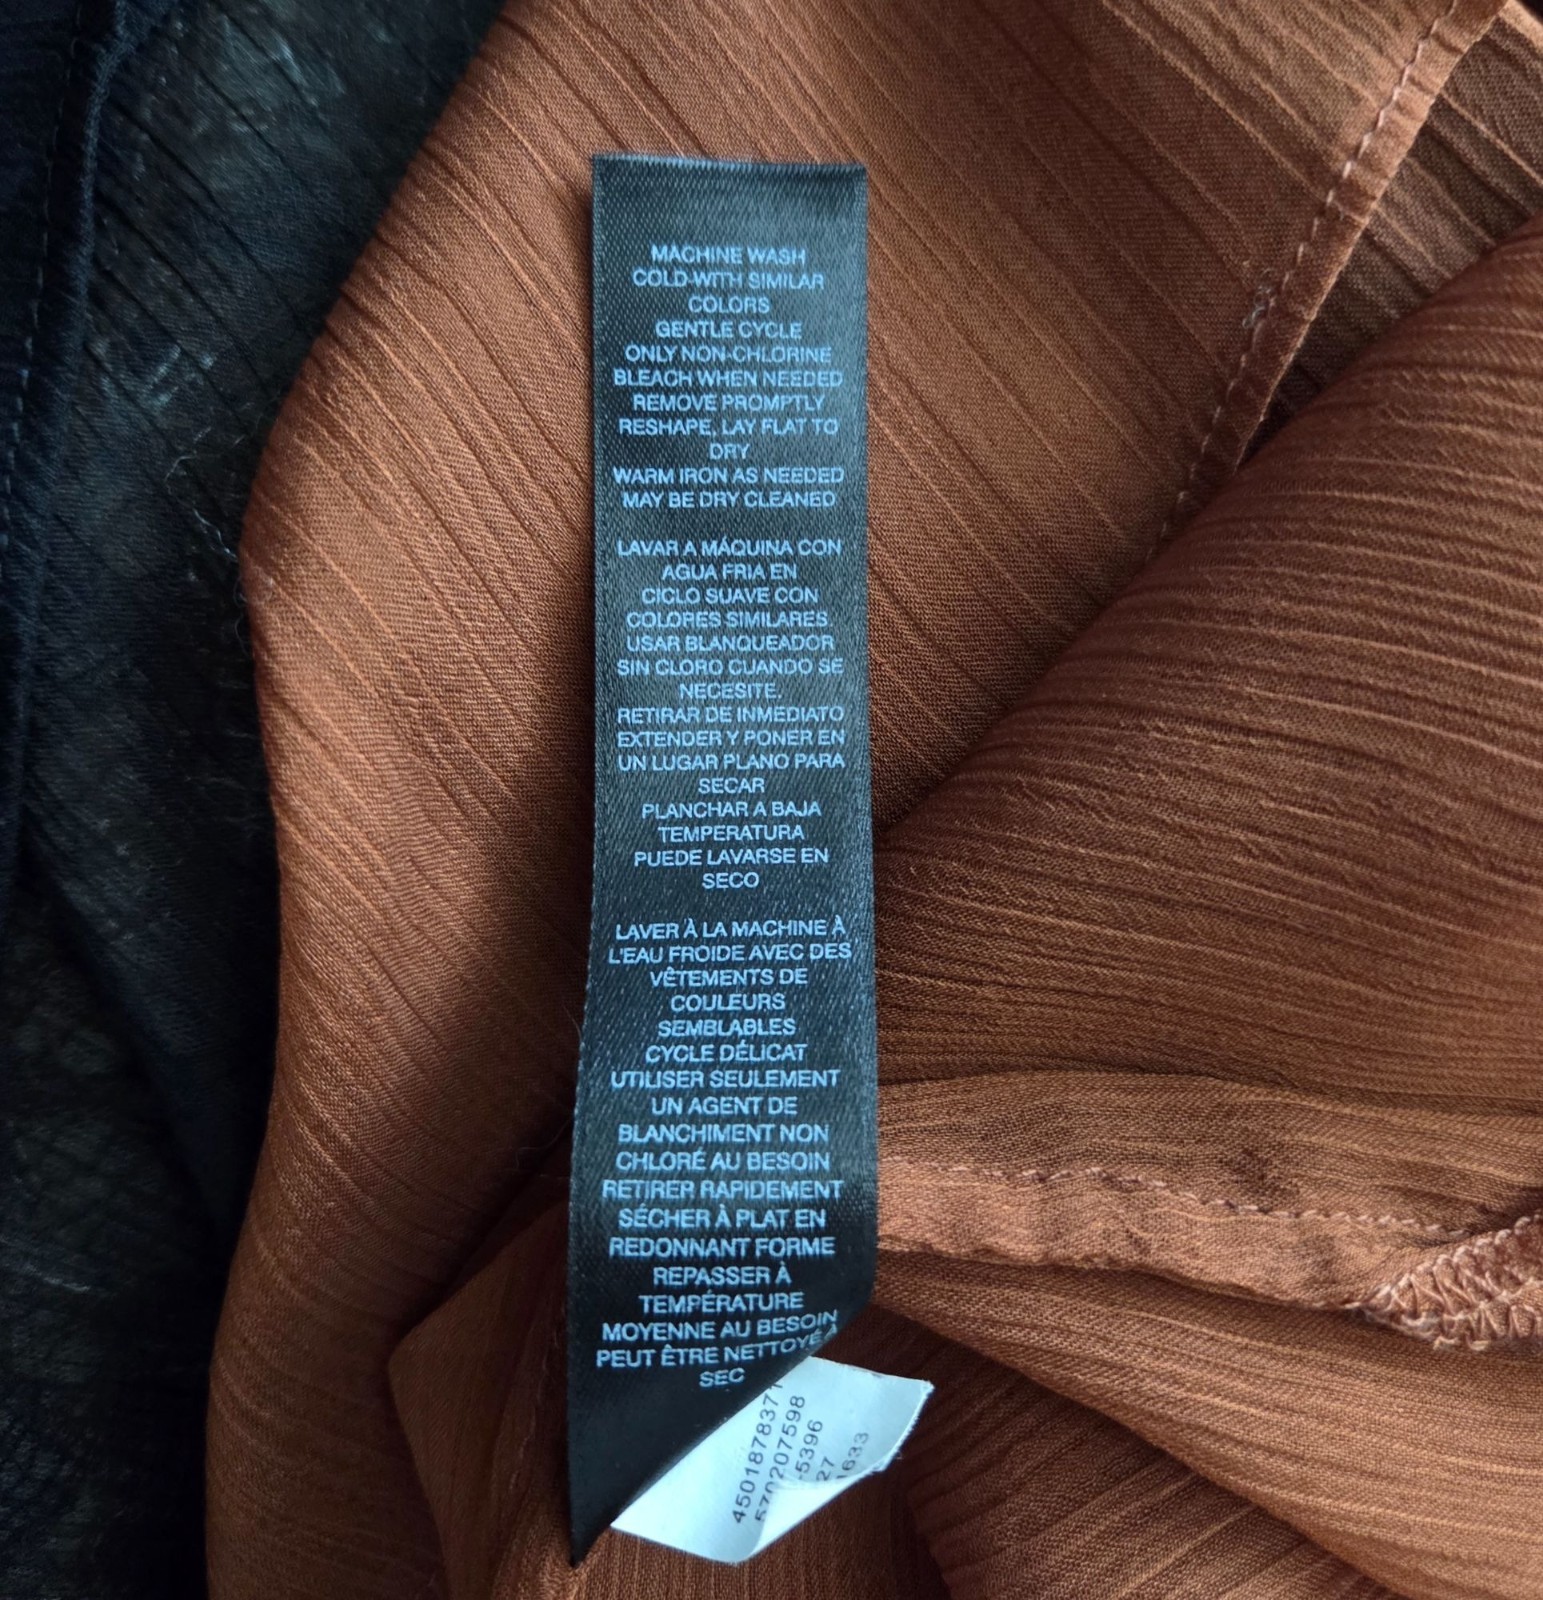 MACHINE WASH
COLD-WITH SIMILAR
COLORS
GENTLE CYCLE
ONLY NON-CHLORINE
BLEACH WHEN NEEDED
REMOVE PROMPTLY
RESHAPE, LAY FLAT TO
DRY
WARM IRON AS NEEDED
MAY BE DRY CLEANED
LAVAR A MÁQUINA CON
AGUA FRIA EN
CICLO SUAVE CON
COLORES SIMILARES.
USAR BLANQUEADOR
SIN CLORO CUANDO SE
NECESITE.
RETIRAR DE INMEDIATO
EXTENDER Y PONER EN
UN LUGAR PLANO PARA
SECAR
PLANCHAR A BAJA
TEMPERATURA
PUEDE LAVARSE EN
SECO
LAVER À LA MACHINE À
L'EAU FROIDE AVEC DES
VÊTEMENTS DE
COULEURS
SEMBLABLES
CYCLE DÉLICAT
UTILISER SEULEMENT
UN AGENT DE
BLANCHIMENT NON
CHLORÉ AU BESOIN
RETIRER RAPIDEMENT
SÉCHER À PLAT EN
REDONNANT FORME
REPASSER À
TEMPÉRATURE
MOYENNE AU BESOIN
PEUT ÊTRE NETTOYÉ À
SEC
4501878371
570207598
-5396
27
1633